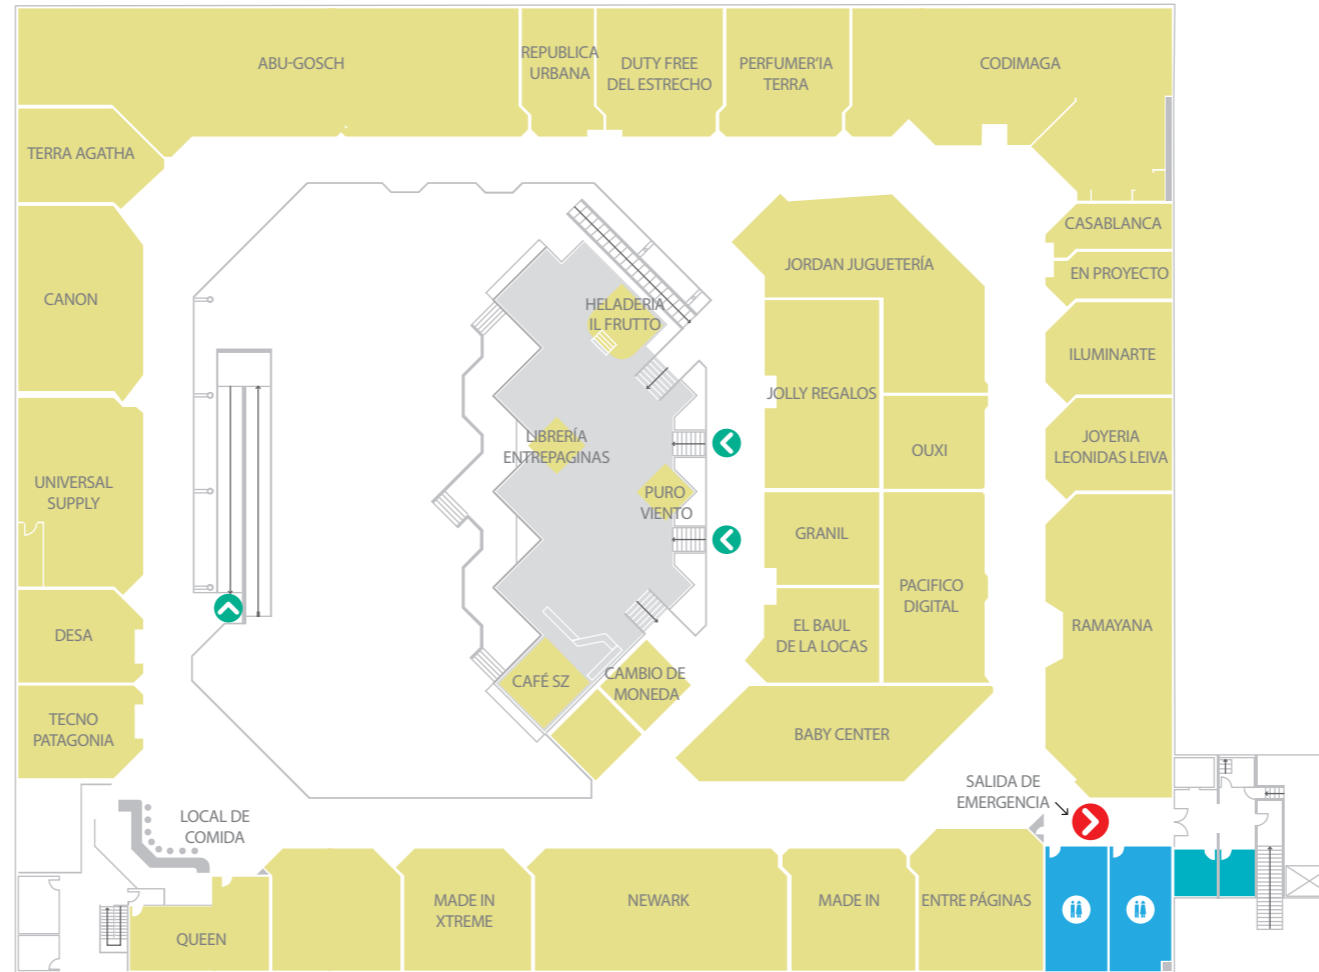 ABU-GOSCH
REPUBLICA
URBANA
DUTY FREE
DEL ESTRECHO
PERFUMER'IA
TERRA
CODIMAGA
TERRA AGATHA
CASABLANCA
JORDAN JUGUETERÍA
EN PROYECTO
CANON
HELADERIA
IL FRUTTO
ILUMINARTE
JOLLY REGALOS
LIBRERÍA
ENTREPAGINAS
OUXI
JOYERIA
LEONIDAS LEIVA
UNIVERSAL
SUPPLY
PURO
VIENTO
GRANIL
PACIFICO
DIGITAL
DESA
EL BAUL
DE LA LOCAS
RAMAYANA
CAFÉ SZ
CAMBIO DE
MONEDA
TECNO
PATAGONIA
BABY CENTER
SALIDA DE
EMERGENCIA
LOCAL DE
COMIDA
QUEEN
MADE IN
XTREME
NEWARK
MADE IN
ENTRE PÁGINAS